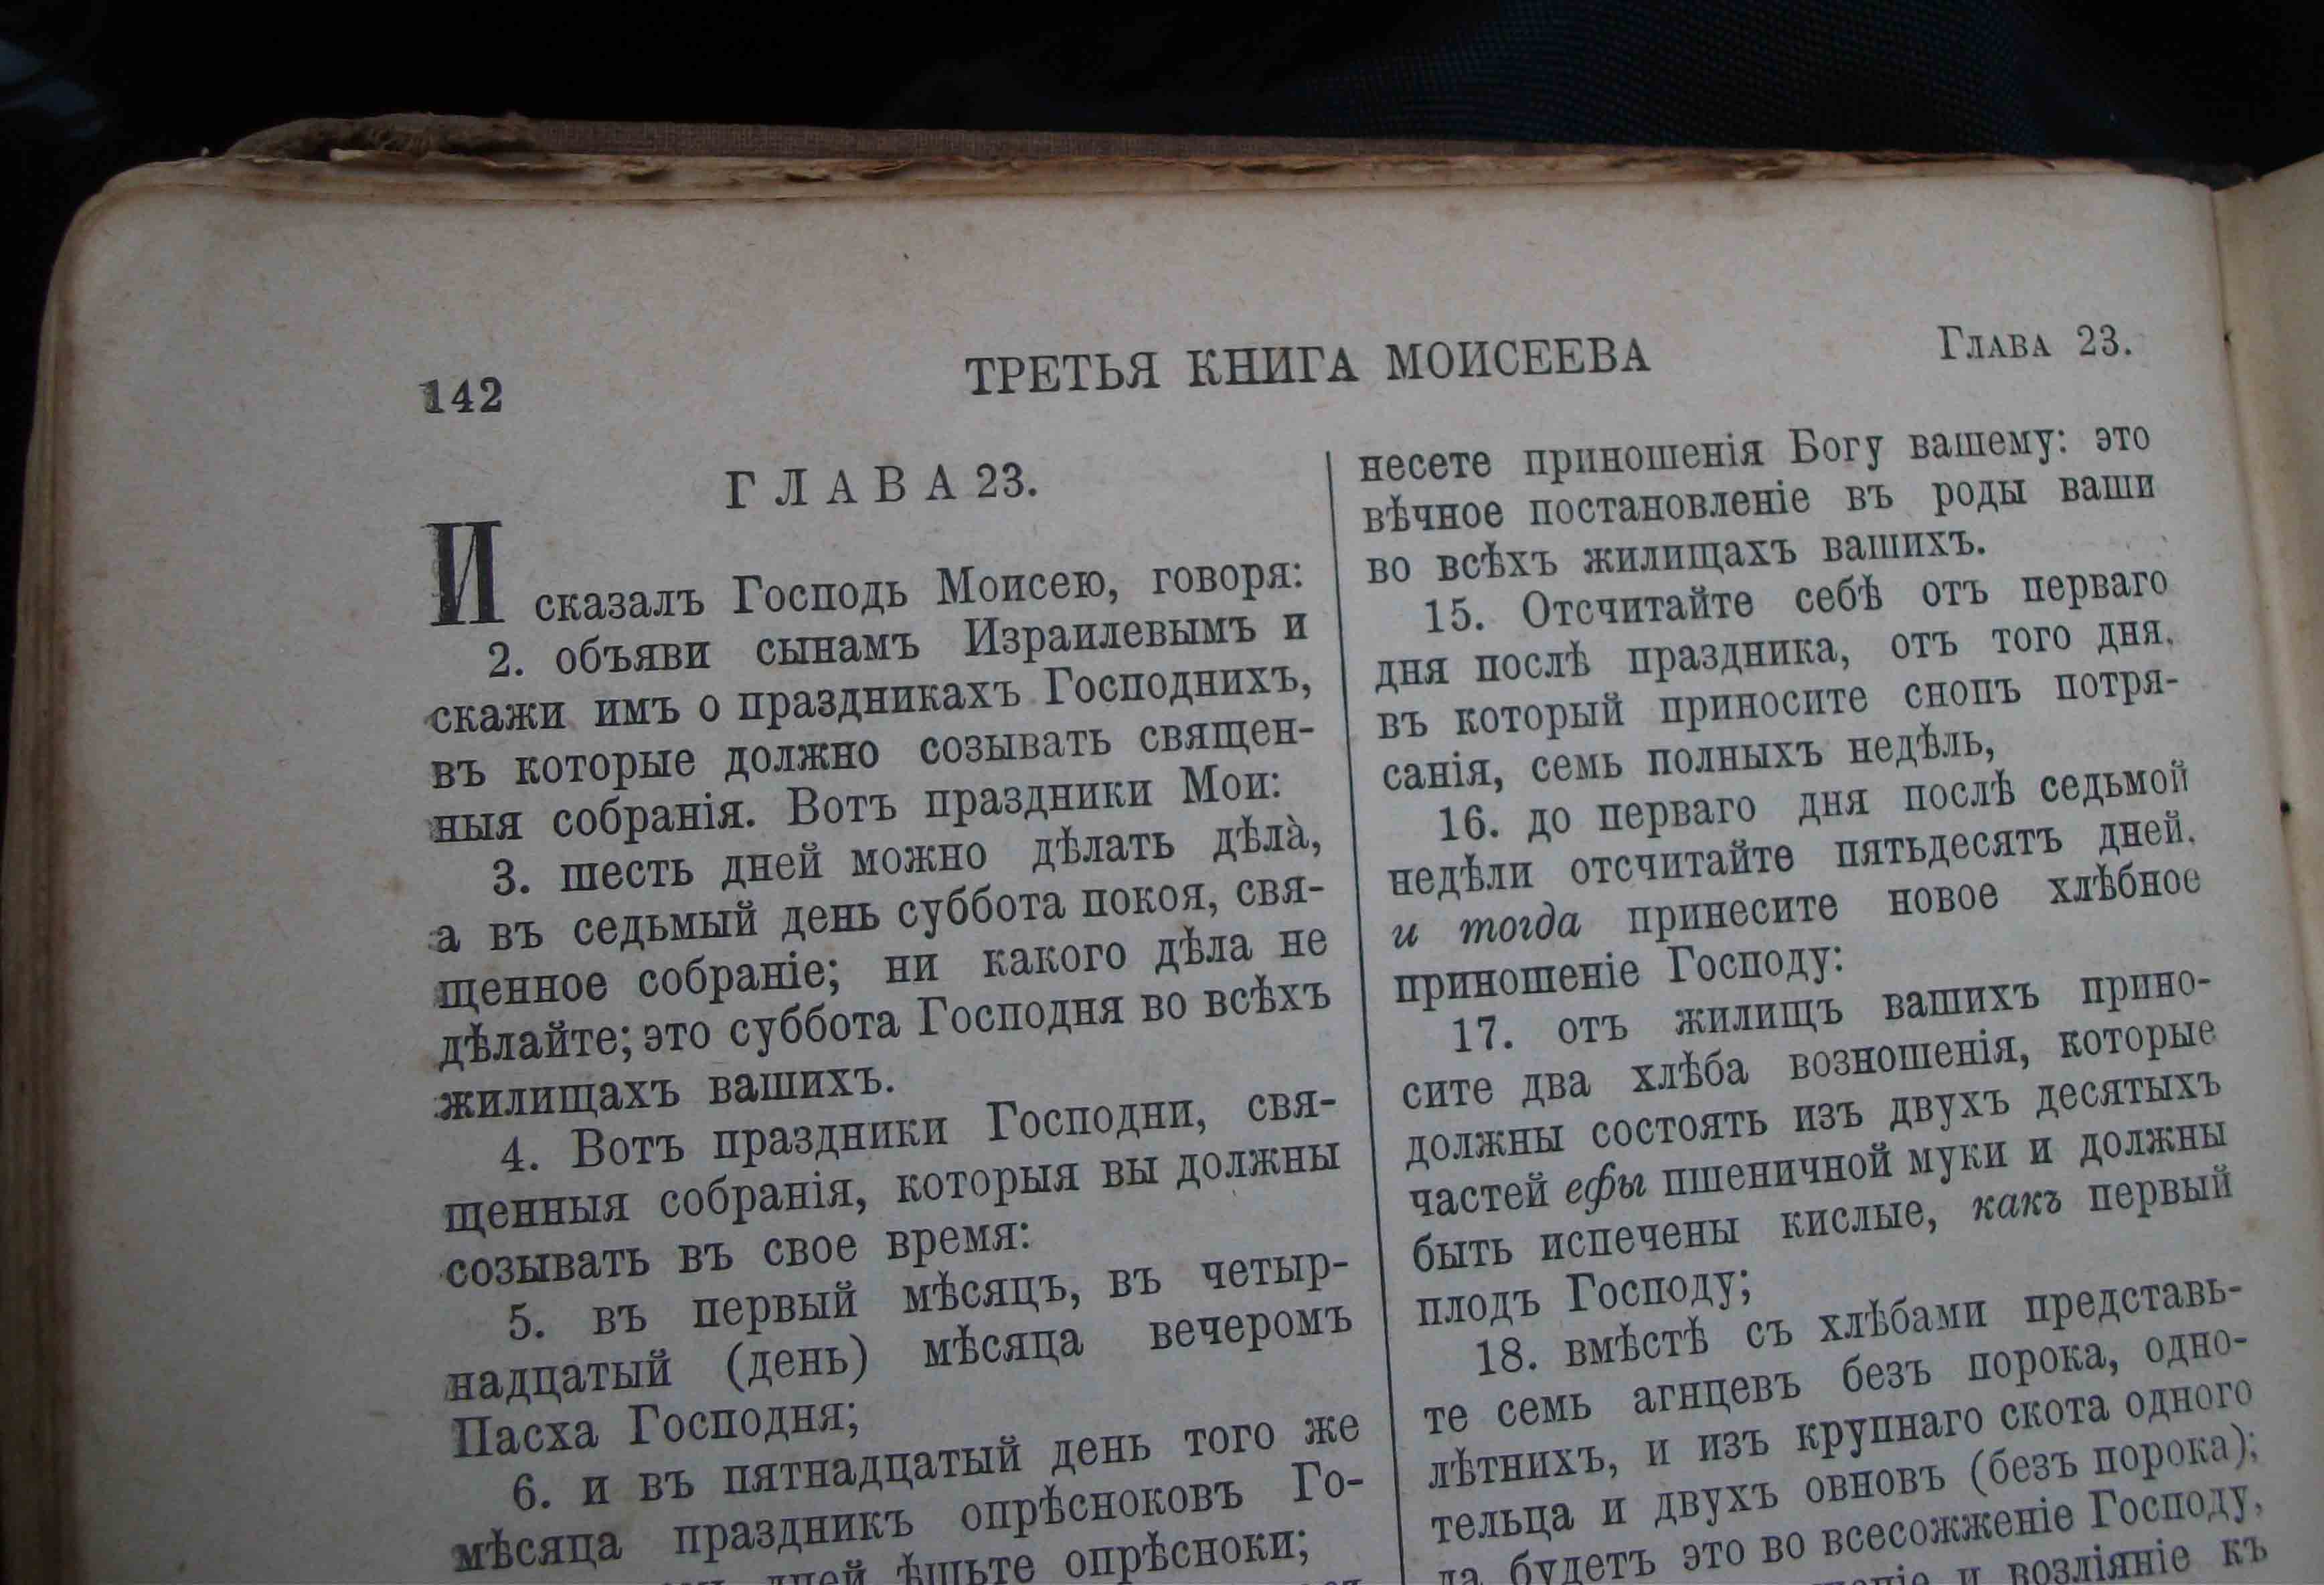 142
ТРЕТЬЯ КНИГА МОИСЕЕВА
Глава 23.
ГЛАВА 23.
И сказалъ Господь Моисею, говоря:
2. объяви сынамъ Израилевымъ и
скажи имъ о праздникахъ Господнихъ,
въ которые должно созывать священ-
ныя собранія. Вотъ праздники Мои:
3. шесть дней можно дѣлать дѣла̀,
а въ седьмый день суббота покоя, свя-
щенное собраніе; ни какого дѣла не
дѣлайте; это суббота Господня во всѣхъ
жилищахъ вашихъ.
4. Вотъ праздники Господни, свя-
щенныя собранія, которыя вы должны
созывать въ свое время:
5. въ первый мѣсяцъ, въ четыр-
надцатый (день) мѣсяца вечеромъ
Пасха Господня;
6. и въ пятнадцатый день того же
мѣсяца праздникъ опрѣсноковъ Го-
дней ѣшьте опрѣсноки;
несете приношенія Богу вашему: это
вѣчное постановленіе въ роды ваши
во всѣхъ жилищахъ вашихъ.
15. Отсчитайте себѣ отъ перваго
дня послѣ праздника, отъ того дня,
въ который приносите снопъ потря-
санія, семь полныхъ недѣль,
16. до перваго дня послѣ седьмой
недѣли отсчитайте пятьдесятъ дней,
и тогда принесите новое хлѣбное
приношеніе Господу:
17. отъ жилищъ вашихъ прино-
сите два хлѣба возношенія, которые
должны состоять изъ двухъ десятыхъ
частей ефы пшеничной муки и должны
быть испечены кислые, какъ первый
плодъ Господу;
18. вмѣстѣ съ хлѣбами представь-
те семь агнцевъ безъ порока, одно-
лѣтнихъ, и изъ крупнаго скота одного
тельца и двухъ овновъ (безъ порока);
да будетъ это во всесожженіе Господу,
и возліяніе къ